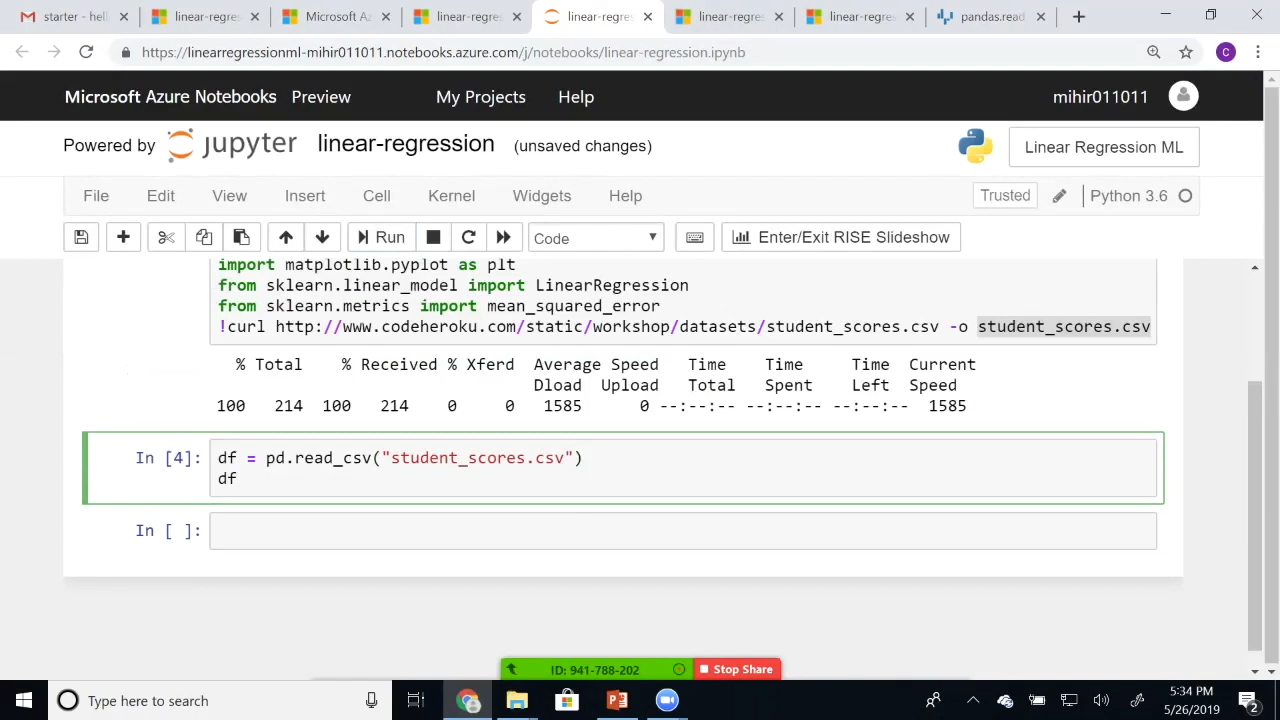 starter - hell
linear-regre
Microsoft Az
linear-regre
linear-regre
linear-regre
linear-regre
pandas.read
https://linearregressionml-mihir011011.notebooks.azure.com/j/notebooks/linear-regression.ipynb
C
Microsoft Azure Notebooks Preview My Projects Help mihir011011
Powered by jupyter linear-regression (unsaved changes) Linear Regression ML
File Edit View Insert Cell Kernel Widgets Help Trusted Python 3.6
Run Code Enter/Exit RISE Slideshow
import matplotlib.pyplot as plt
from sklearn.linear_model import LinearRegression
from sklearn.metrics import mean_squared_error
!curl http://www.codeheroku.com/static/workshop/datasets/student_scores.csv -o student_scores.csv
% Total % Received % Xferd Average Speed Time Time Time Current
Dload Upload Total Spent Left Speed
100 214 100 214 0 0 1585 0 --:--:-- --:--:-- --:--:-- 1585
In [4]: df = pd.read_csv("student_scores.csv")
df
In [ ]:
ID: 941-788-202 Stop Share
Type here to search
5:34 PM
5/26/2019
2